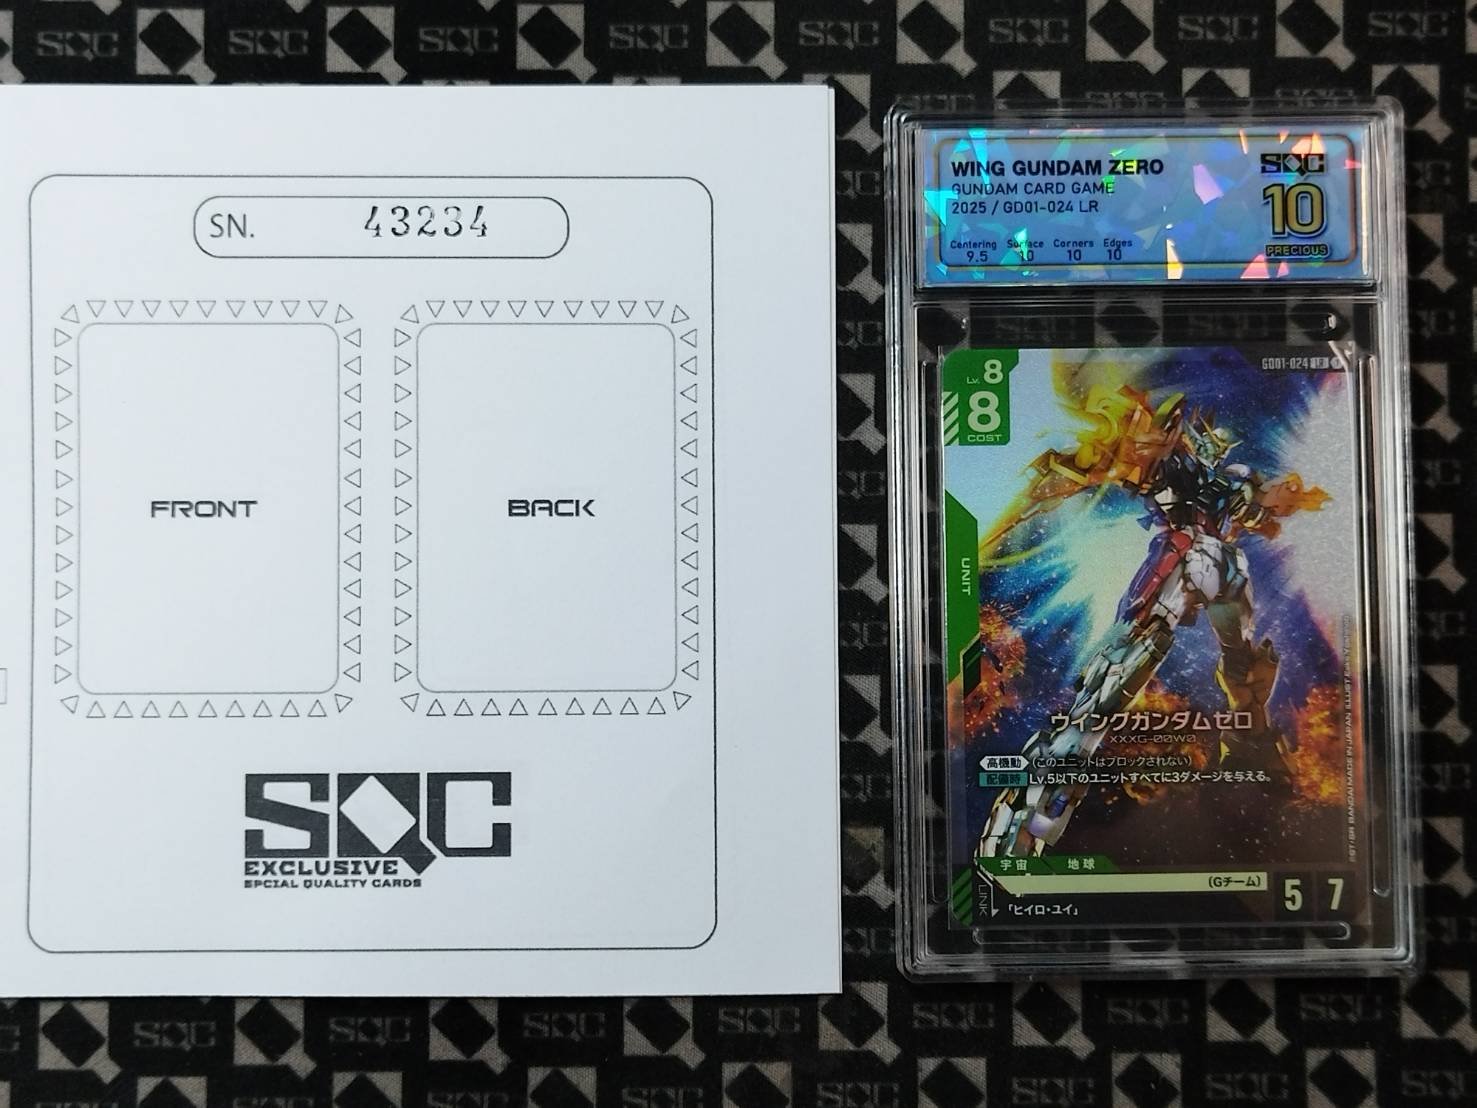 SN. 43234
FRONT
BACK
SQC
EXCLUSIVE
SPCIAL QUALITY CARDS
WING GUNDAM ZERO
GUNDAM CARD GAME
2025 / GD01-024 LR
Centering Surface Corners Edges
9.5 10 10 10
SQC
10
PRECIOUS
GD01-024 LR
Lv. 8
8
COST
UNIT
ウイングガンダムゼロ
XXXG-00W0
高機動 (このユニットはブロックされない)
配備時 Lv.5以下のユニットすべてに3ダメージを与える。
宇宙 地球
(Gチーム)
LINK 「ヒイロ・ユイ」
5 7